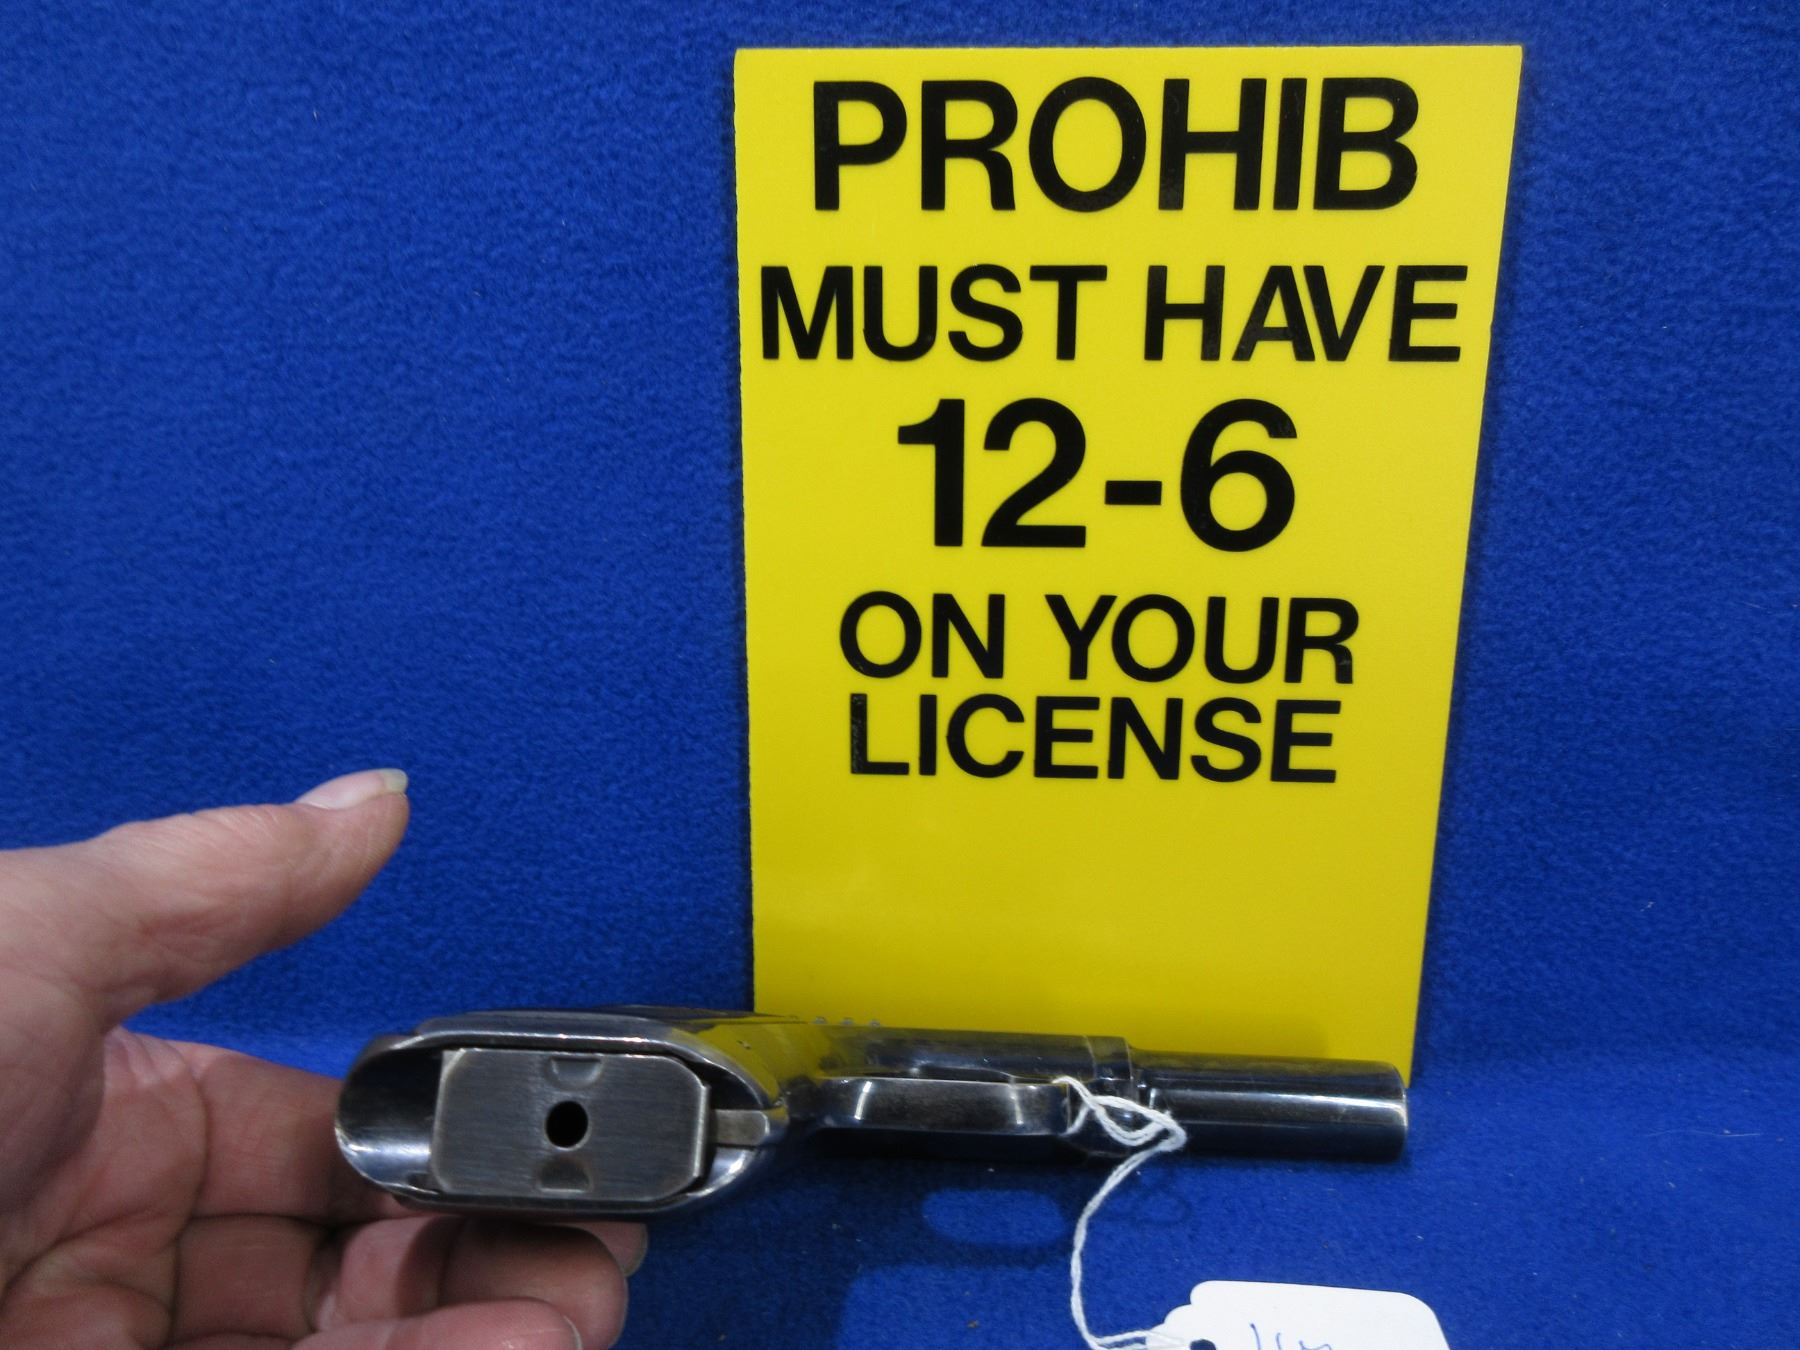 PROHIB
MUST HAVE
12-6
ON YOUR
LICENSE